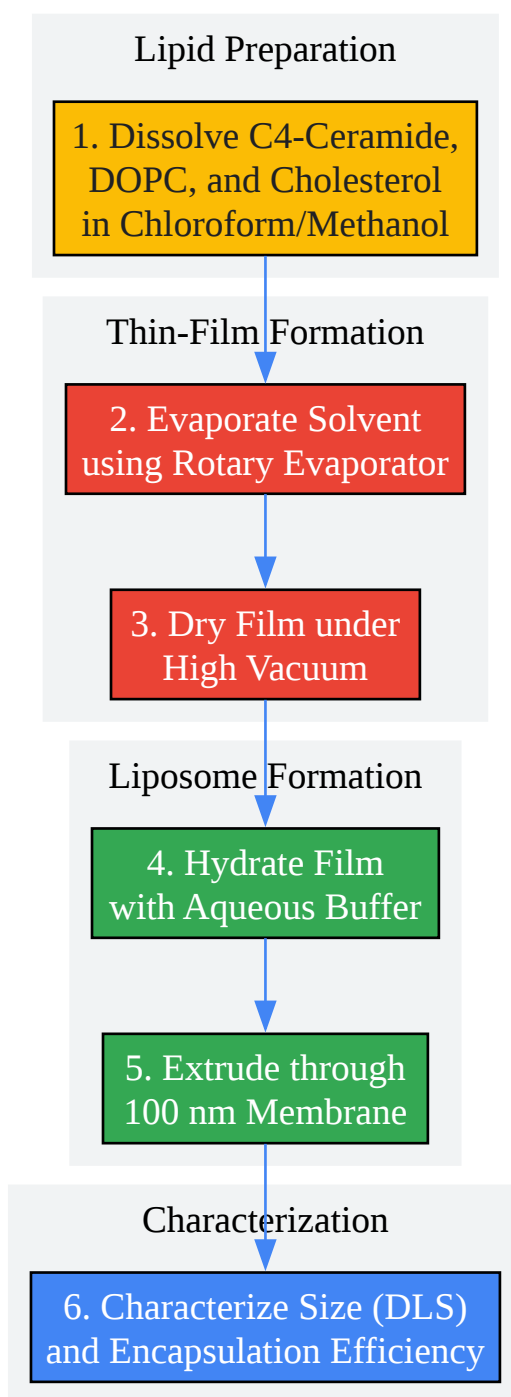 Lipid Preparation
1. Dissolve C4-Ceramide,
DOPC, and Cholesterol
in Chloroform/Methanol
Thin-Film Formation
2. Evaporate Solvent
using Rotary Evaporator
3. Dry Film under
High Vacuum
Liposome Formation
4. Hydrate Film
with Aqueous Buffer
5. Extrude through
100 nm Membrane
Characterization
6. Characterize Size (DLS)
and Encapsulation Efficiency